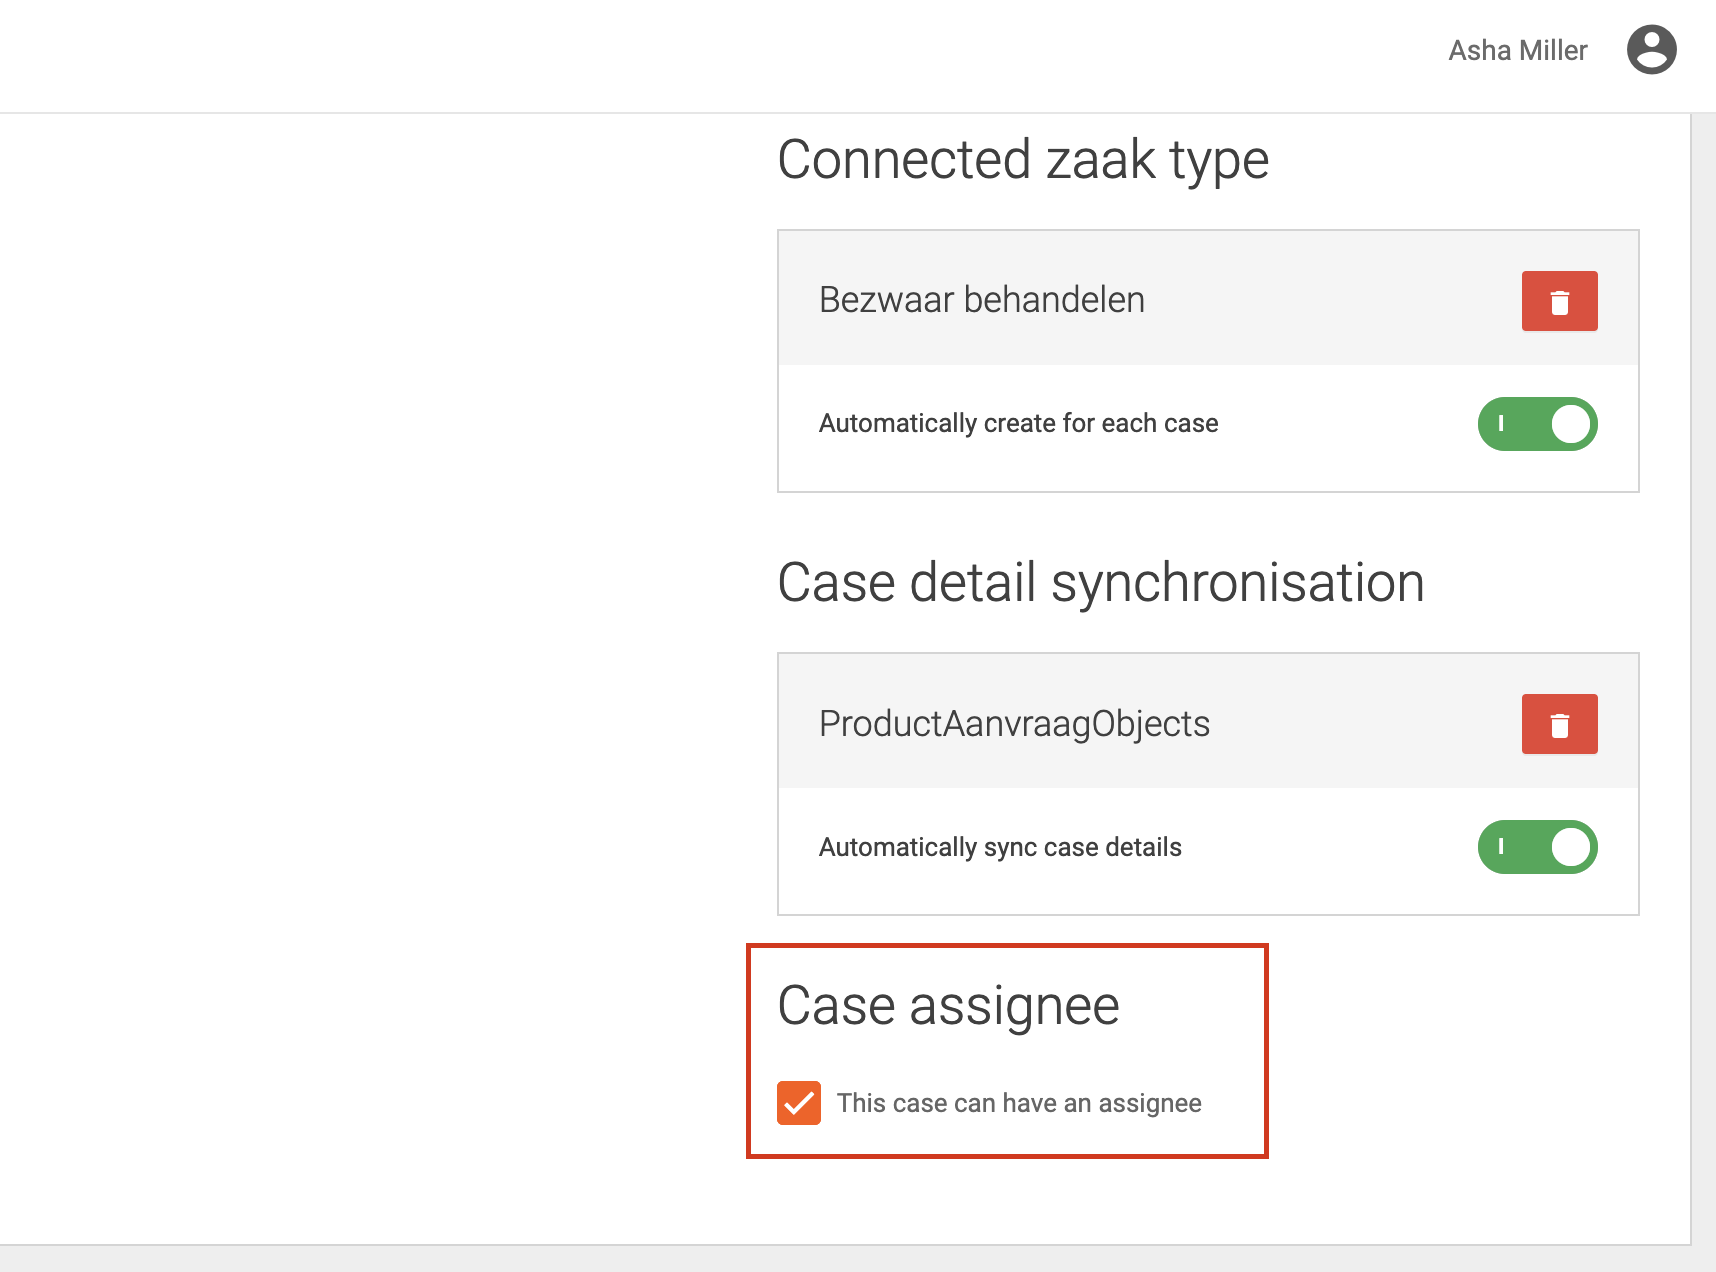 Asha Miller
Connected zaak type
Bezwaar behandelen
Automatically create for each case
Case detail synchronisation
ProductAanvraagObjects
Automatically sync case details
Case assignee
This case can have an assignee